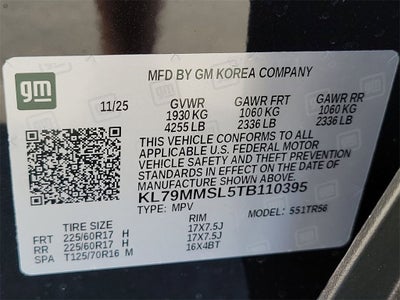 gm
MFD BY GM KOREA COMPANY
11/25 GVWR GAWR FRT GAWR RR
1930 KG 1060 KG 1060 KG
4255 LB 2336 LB 2336 LB
THIS VEHICLE CONFORMS TO ALL
APPLICABLE U.S. FEDERAL MOTOR
VEHICLE SAFETY AND THEFT PREVENTION
STANDARDS IN EFFECT ON THE DATE OF
MANUFACTURE SHOWN ABOVE.
KL79MMSL5TB110395
TYPE: MPV MODEL: 551TR56
TIRE SIZE RIM
FRT 225/60R17 H 17X7.5J
RR 225/60R17 H 17X7.5J
SPA T125/70R16 M 16X4BT